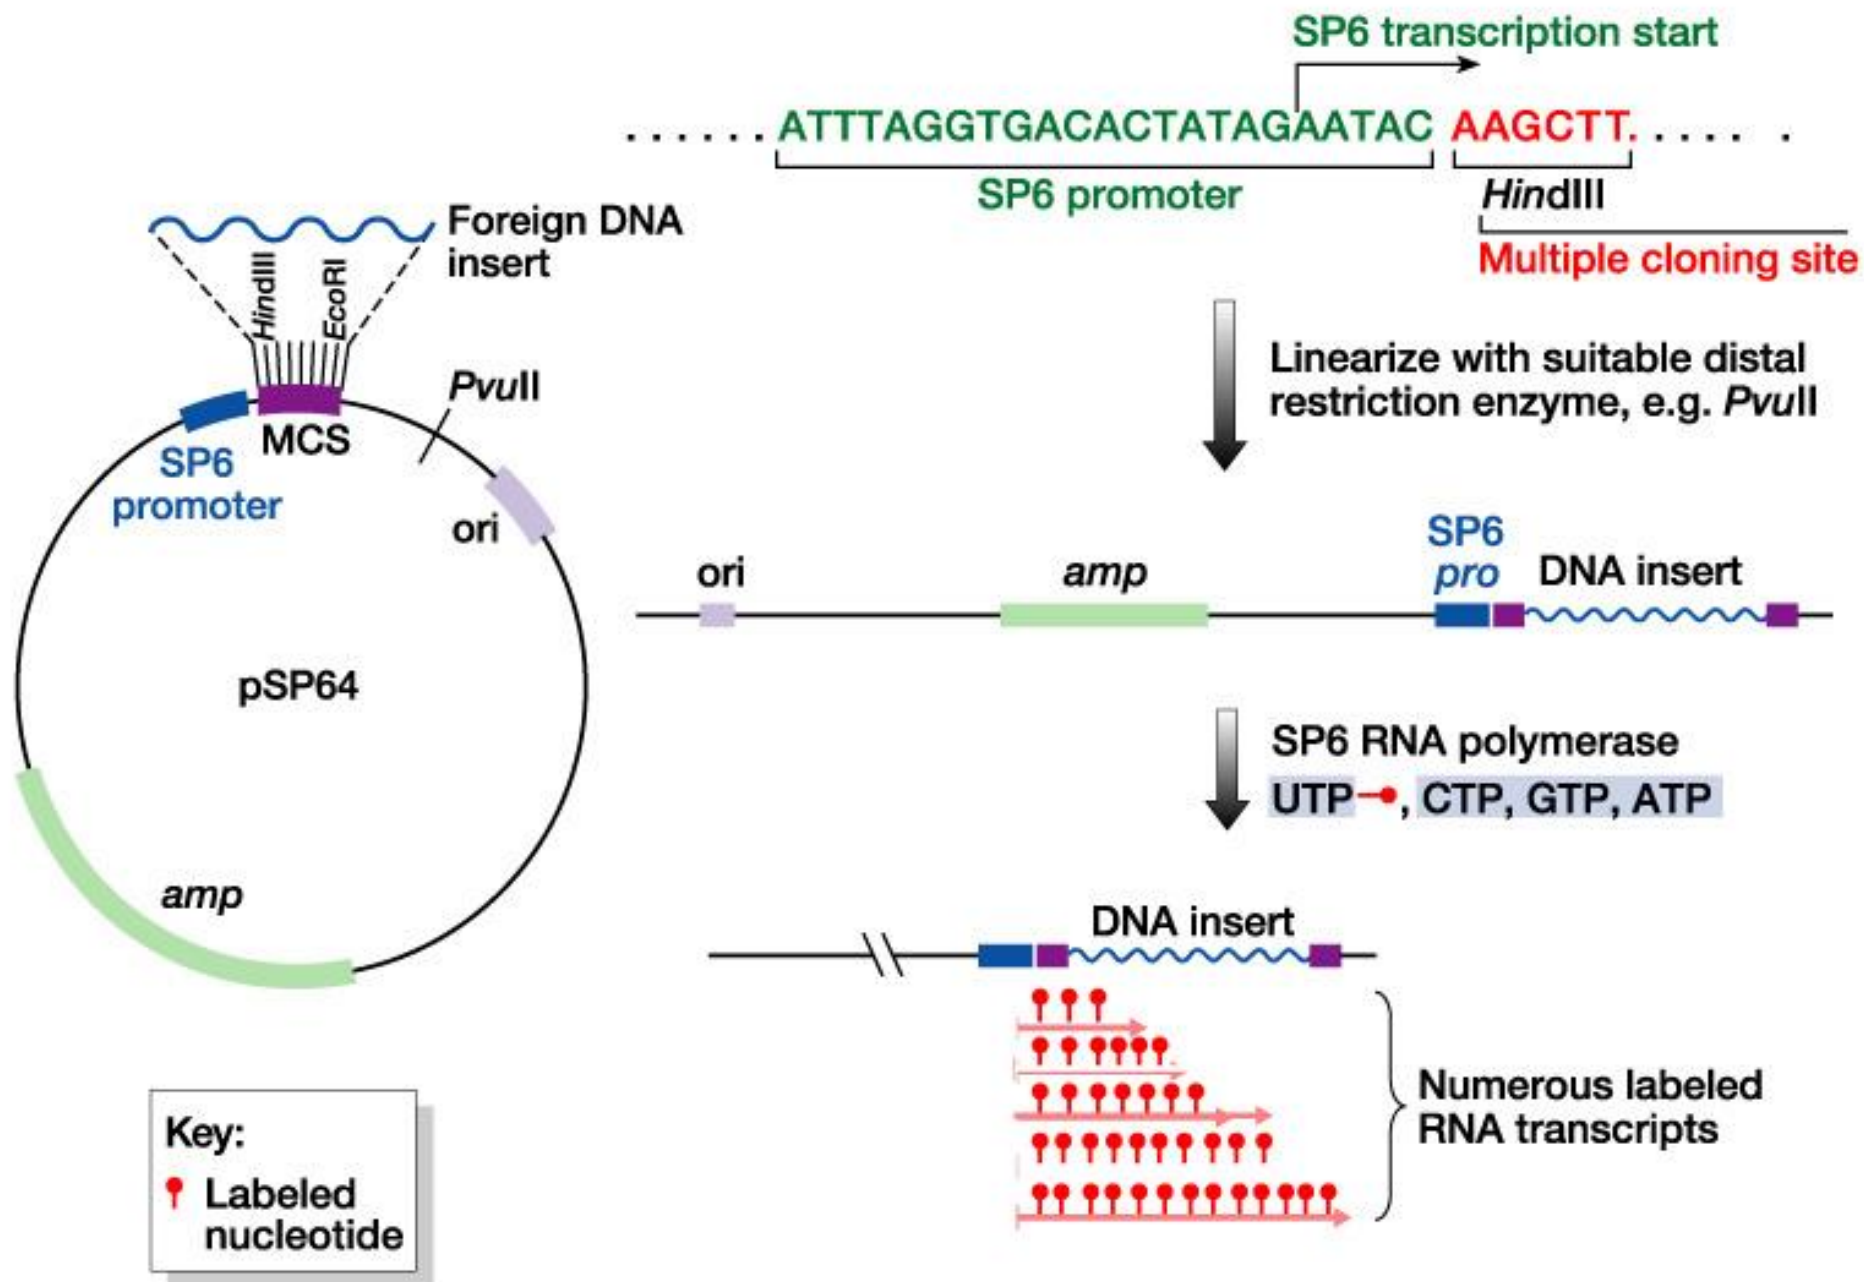 SP6 transcription start
. . . . . . ATTTAGGTGACACTATAGAATAC AAGCTT. . . . .  .
SP6 promoter
HindIII
Multiple cloning site
Foreign DNA
insert
HindIII
EcoRI
PvuII
MCS
SP6
promoter
ori
pSP64
amp
Linearize with suitable distal
restriction enzyme, e.g. PvuII
ori
amp
SP6
pro
DNA insert
SP6 RNA polymerase
UTP , CTP, GTP, ATP
DNA insert
Numerous labeled
RNA transcripts
Key:
Labeled
nucleotide